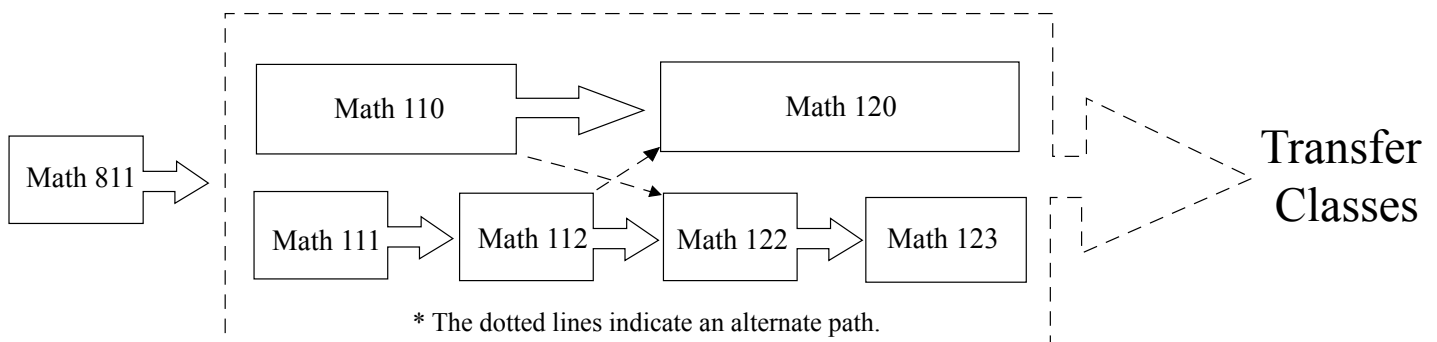 Math 110
Math 120
Math 811
Transfer
Classes
Math 111
Math 112
Math 122
Math 123
* The dotted lines indicate an alternate path.